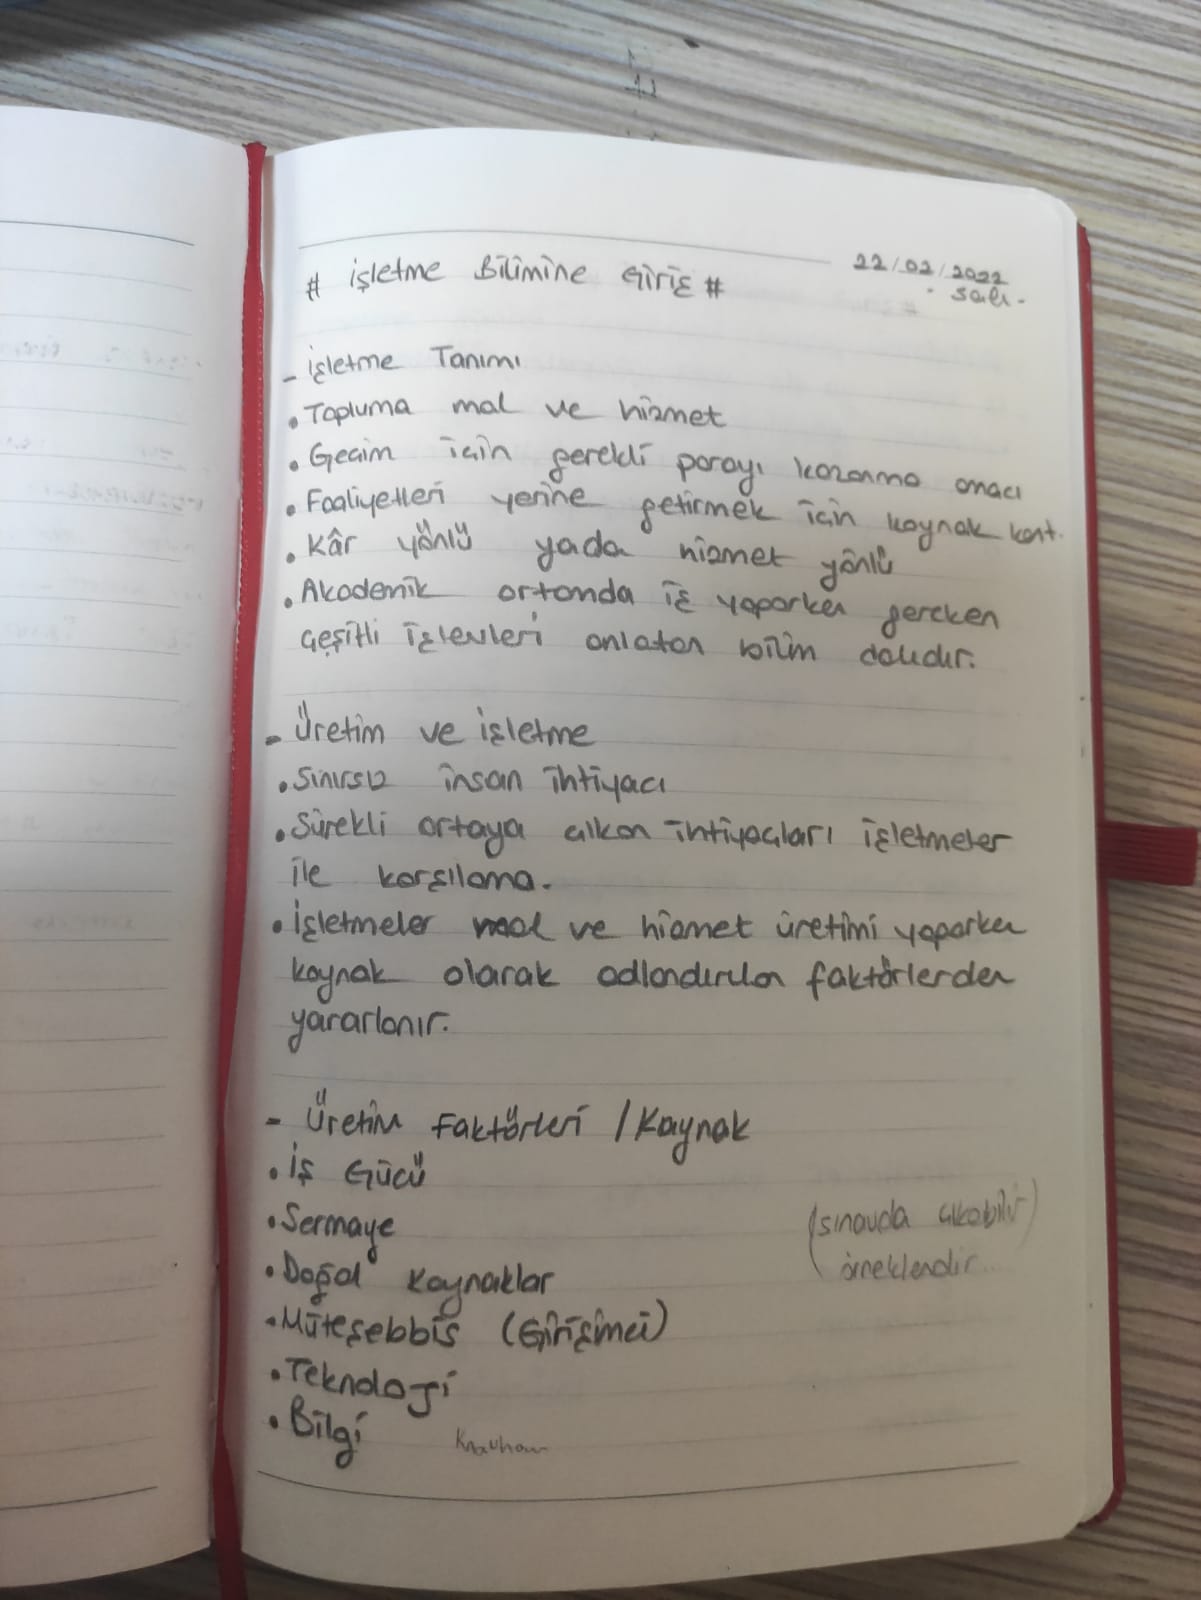 22/02/2022
- Salı -
# işletme Bilimine Giriş #
- işletme Tanımı
• Topluma mal ve hizmet
• Geçim için gerekli parayı kazanma amacı
• Faaliyetleri yerine getirmek için kaynak kont.
• Kâr yönlü yada hizmet yönlü
• Akademik ortamda iş yaparken gereken
çeşitli işlevleri anlatan bilim dalıdır.
- Üretim ve işletme
• Sınırsız insan ihtiyacı
• Sürekli ortaya çıkan ihtiyaçları işletmeler
ile karşılama.
• İşletmeler mal ve hizmet üretimi yaparken
kaynak olarak adlandırılan faktörlerden
yararlanır.
- Üretim Faktörleri / Kaynak
• İş Gücü
• Sermaye
(sınavda çıkabilir)
• Doğal Kaynaklar
örneklendir...
• Müteşebbis (Girişimci)
• Teknoloji
• Bilgi